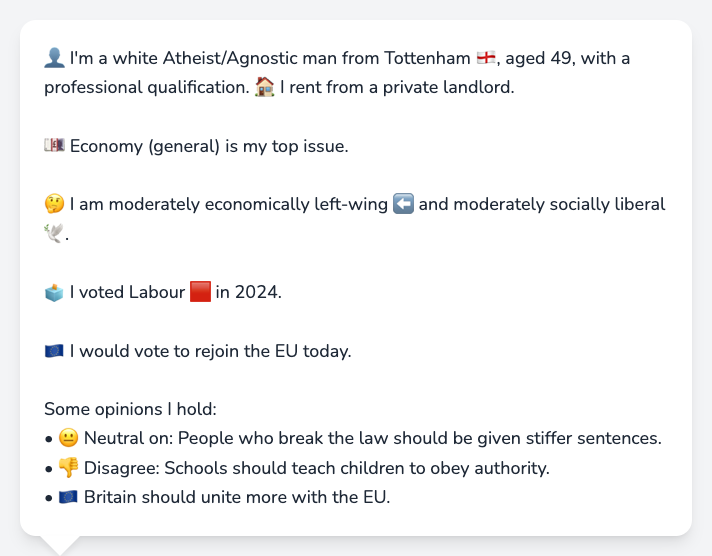 👤 I'm a white Atheist/Agnostic man from Tottenham 🏴󠁧󠁢󠁥󠁮󠁧󠁿, aged 49, with a
professional qualification. 🏠 I rent from a private landlord.
💷 Economy (general) is my top issue.
🤔 I am moderately economically left-wing ⬅️ and moderately socially liberal
🕊️.
🗳️ I voted Labour 🟥 in 2024.
🇪🇺 I would vote to rejoin the EU today.
Some opinions I hold:
• 😐 Neutral on: People who break the law should be given stiffer sentences.
• 👎 Disagree: Schools should teach children to obey authority.
• 🇪🇺 Britain should unite more with the EU.